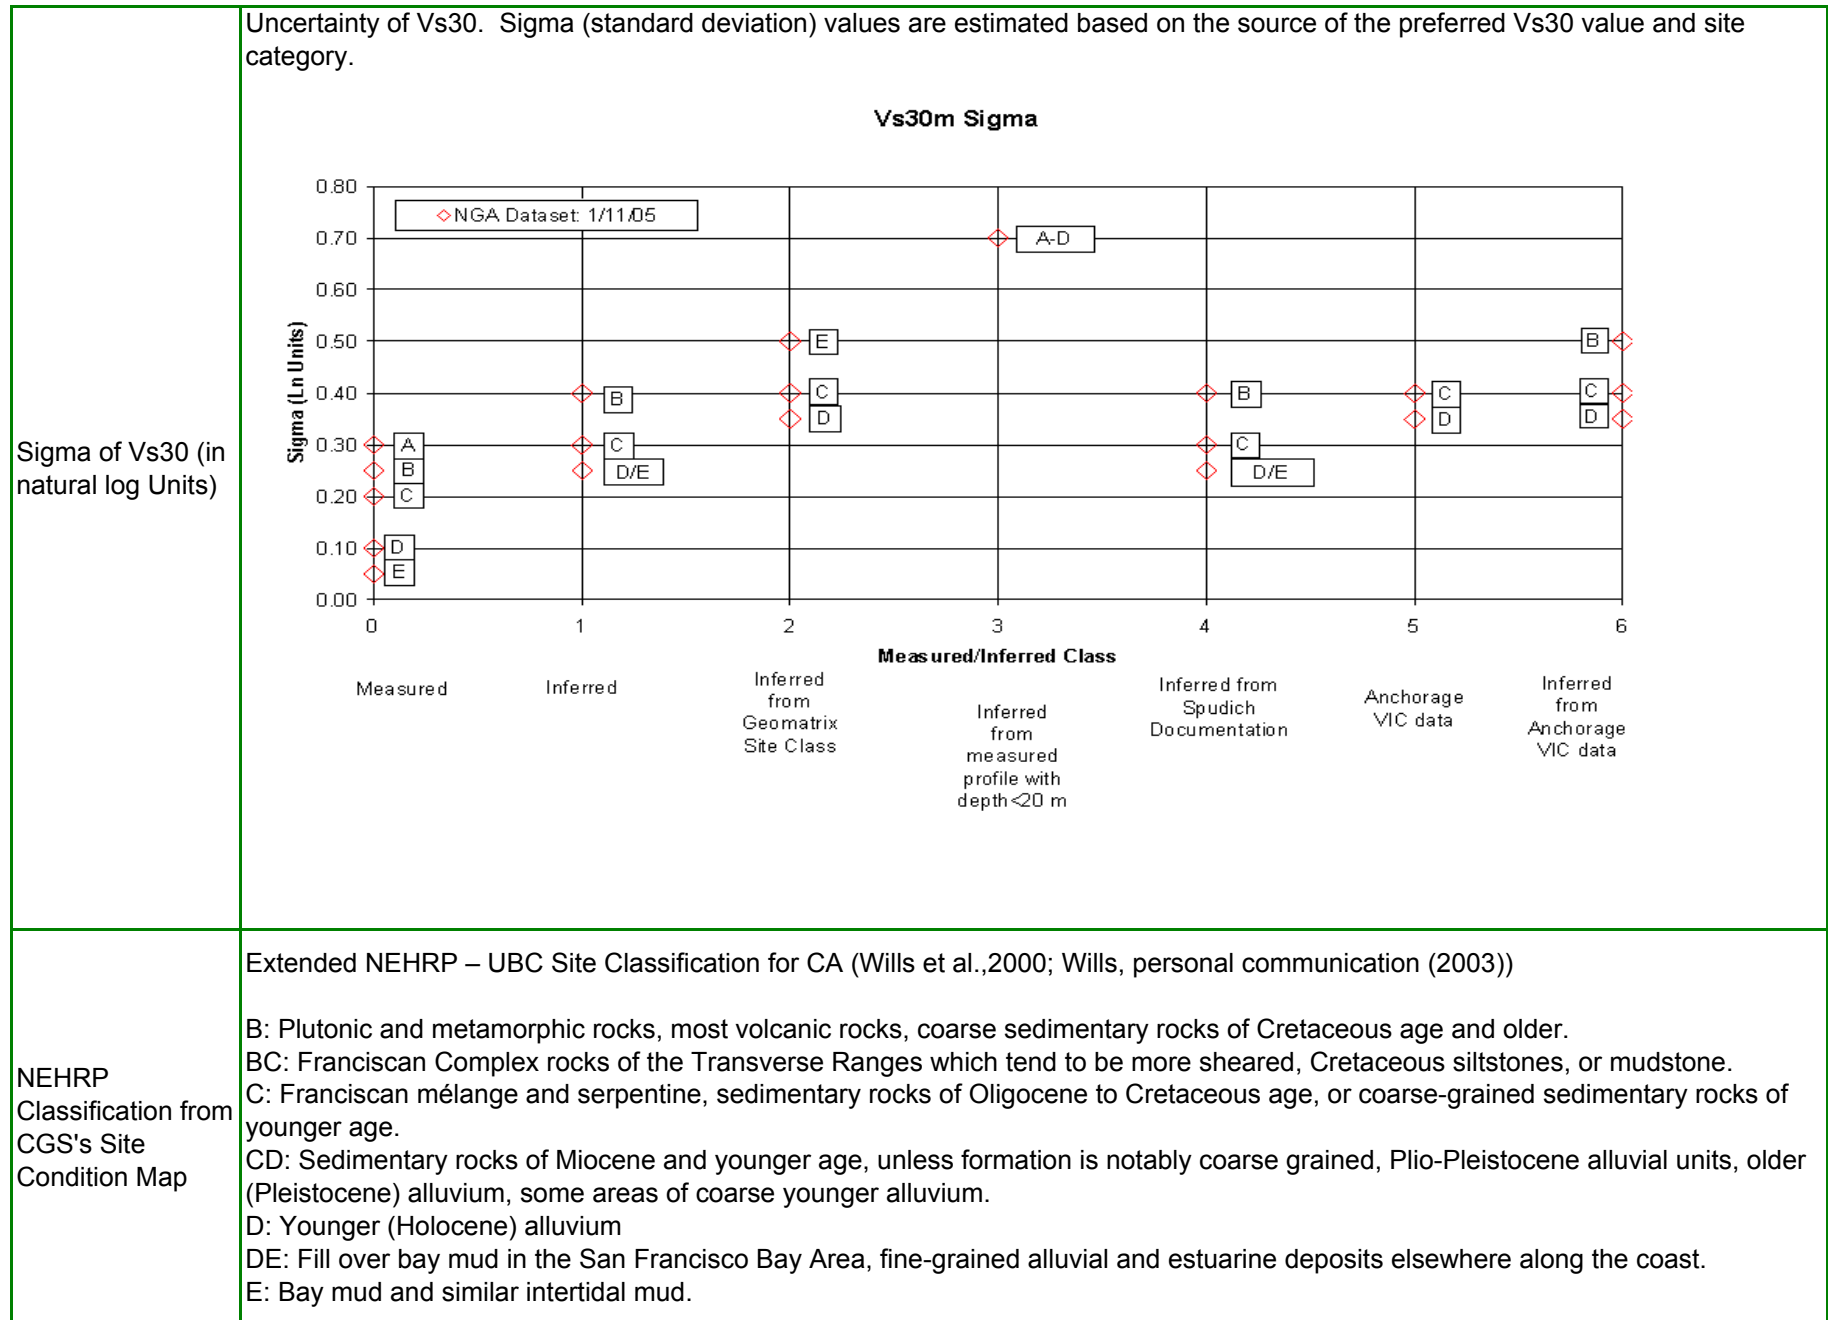 Uncertainty of Vs30.  Sigma (standard deviation) values are estimated based on the source of the preferred Vs30 value and site
category.
Sigma of Vs30 (in
natural log Units)
Vs30m Sigma
NGA Dataset: 1/11/05
Sigma (Ln Units)
0.80
0.70
0.60
0.50
0.40
0.30
0.20
0.10
0.00
A
B
C
D
E
B
C
D/E
E
C
D
A-D
B
C
D/E
C
D
B
C
D
0 1 2 3 4 5 6
Measured/Inferred Class
Measured
Inferred
Inferred
from
Geomatrix
Site Class
Inferred
from
measured
profile with
depth<20 m
Inferred from
Spudich
Documentation
Anchorage
VIC data
Inferred
from
Anchorage
VIC data
NEHRP
Classification from
CGS's Site
Condition Map
Extended NEHRP – UBC Site Classification for CA (Wills et al.,2000; Wills, personal communication (2003))
B: Plutonic and metamorphic rocks, most volcanic rocks, coarse sedimentary rocks of Cretaceous age and older.
BC: Franciscan Complex rocks of the Transverse Ranges which tend to be more sheared, Cretaceous siltstones, or mudstone.
C: Franciscan mélange and serpentine, sedimentary rocks of Oligocene to Cretaceous age, or coarse-grained sedimentary rocks of
younger age.
CD: Sedimentary rocks of Miocene and younger age, unless formation is notably coarse grained, Plio-Pleistocene alluvial units, older
(Pleistocene) alluvium, some areas of coarse younger alluvium.
D: Younger (Holocene) alluvium
DE: Fill over bay mud in the San Francisco Bay Area, fine-grained alluvial and estuarine deposits elsewhere along the coast.
E: Bay mud and similar intertidal mud.